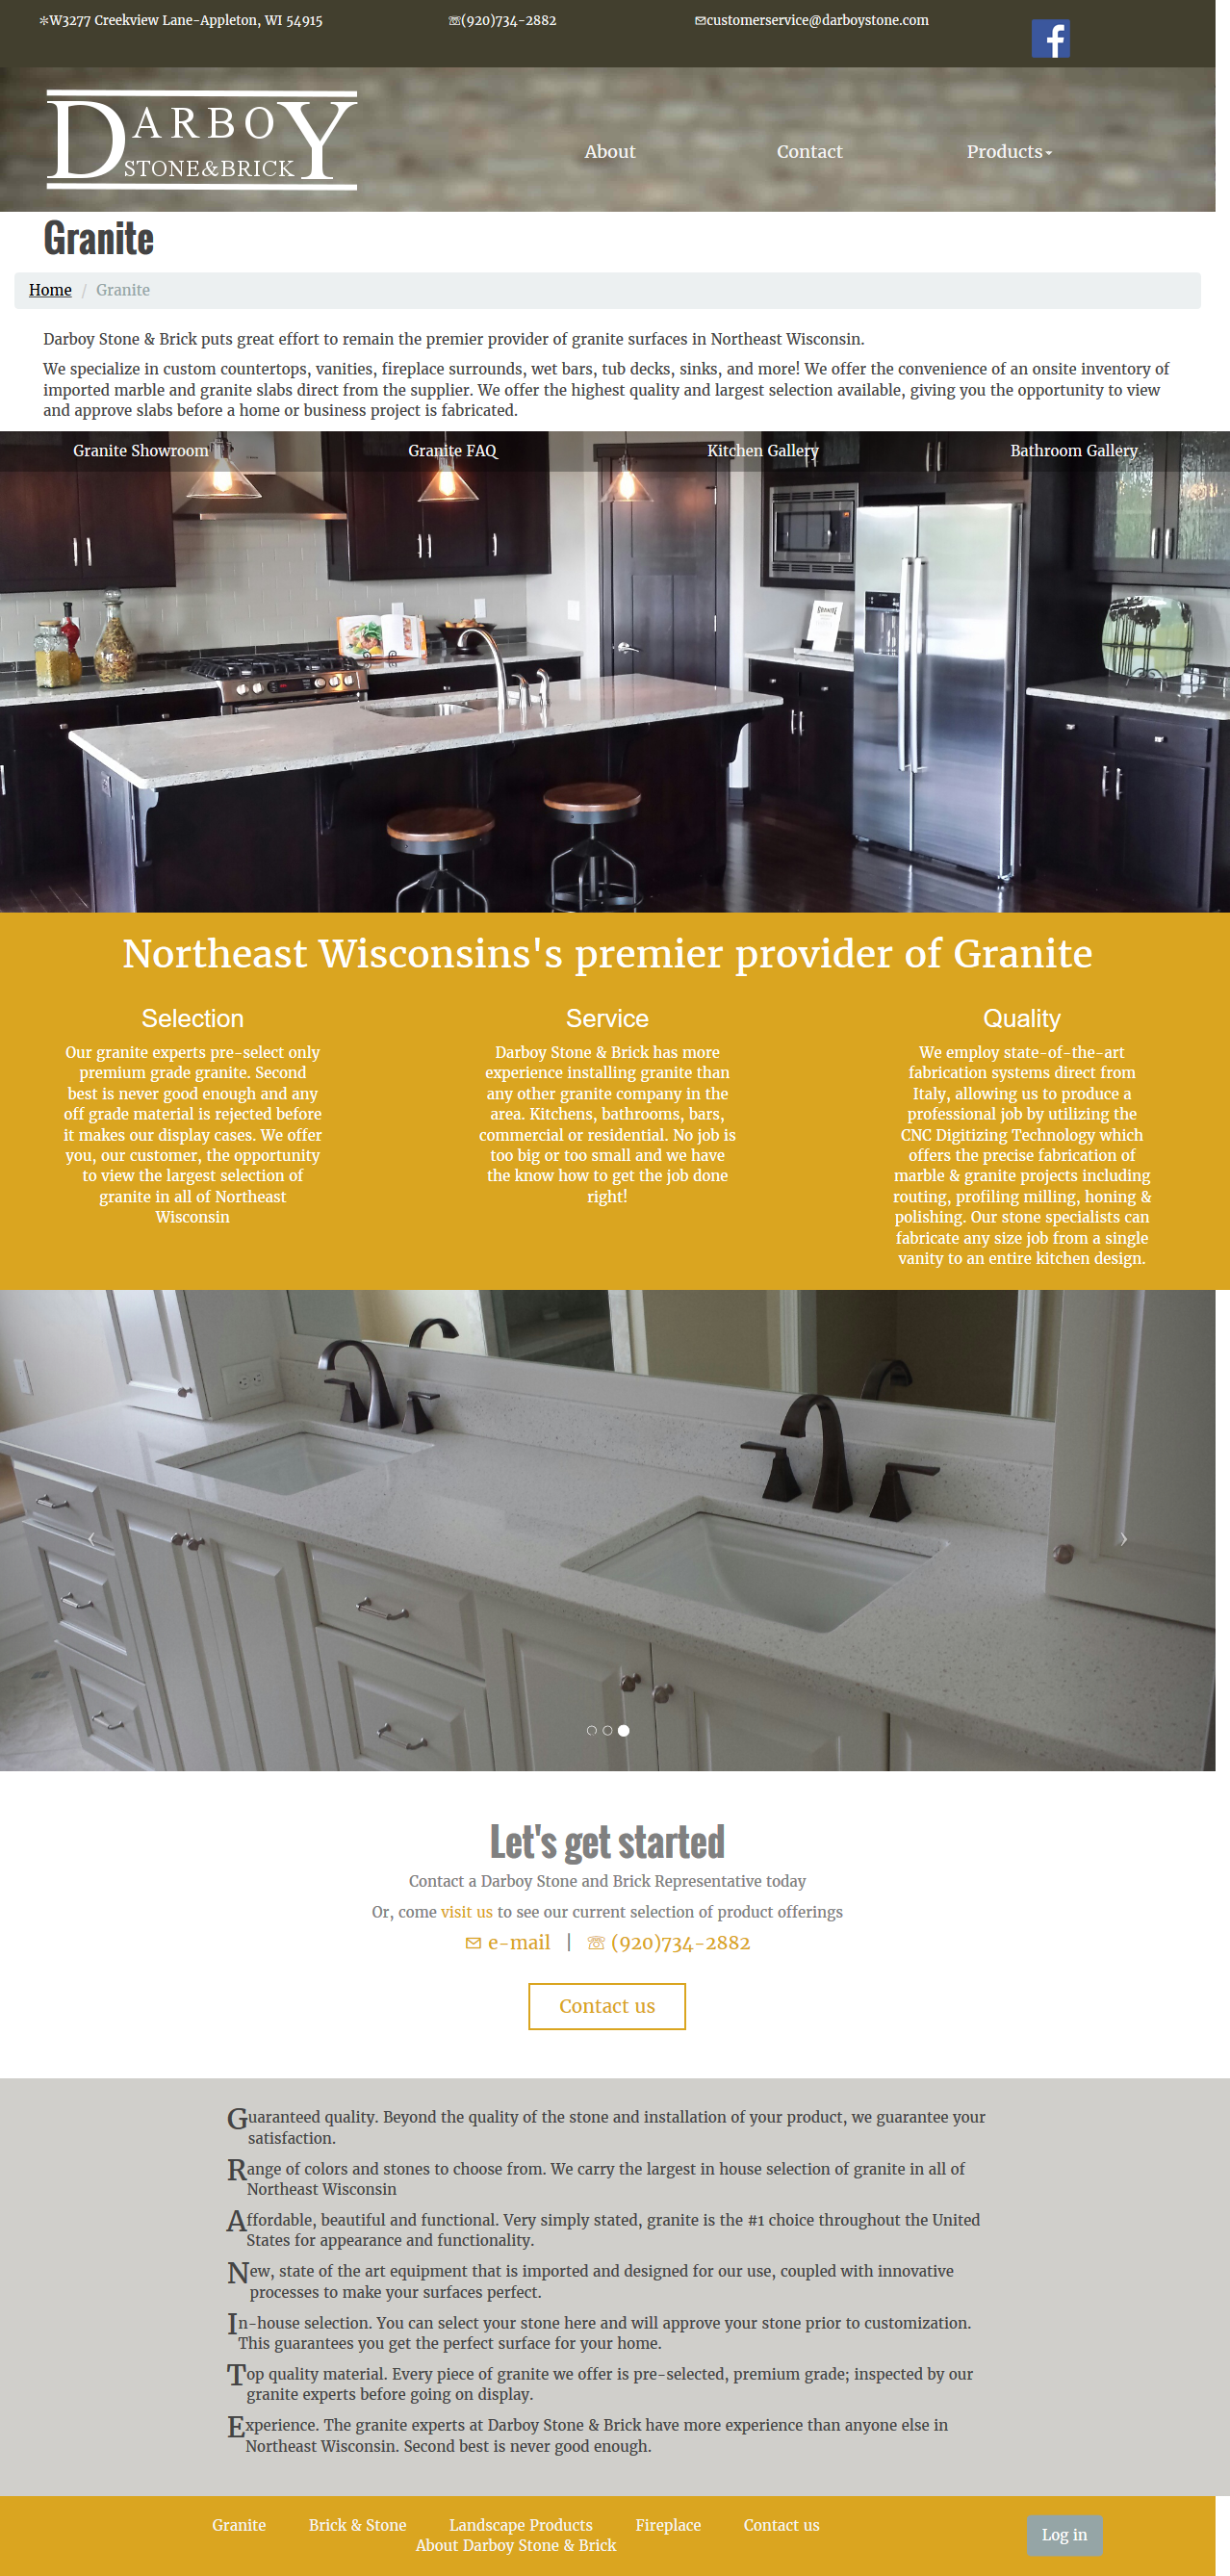 ✻W3277 Creekview Lane-Appleton, WI 54915
☏(920)734-2882
✉customerservice@darboystone.com
f
DARBOY
STONE&BRICK
About
Contact
Products
Granite
Home / Granite
Darboy Stone & Brick puts great effort to remain the premier provider of granite surfaces in Northeast Wisconsin.
We specialize in custom countertops, vanities, fireplace surrounds, wet bars, tub decks, sinks, and more! We offer the convenience of an onsite inventory of
imported marble and granite slabs direct from the supplier. We offer the highest quality and largest selection available, giving you the opportunity to view
and approve slabs before a home or business project is fabricated.
Granite Showroom
Granite FAQ
Kitchen Gallery
Bathroom Gallery
Northeast Wisconsins's premier provider of Granite
Selection
Our granite experts pre-select only
premium grade granite. Second
best is never good enough and any
off grade material is rejected before
it makes our display cases. We offer
you, our customer, the opportunity
to view the largest selection of
granite in all of Northeast
Wisconsin
Service
Darboy Stone & Brick has more
experience installing granite than
any other granite company in the
area. Kitchens, bathrooms, bars,
commercial or residential. No job is
too big or too small and we have
the know how to get the job done
right!
Quality
We employ state-of-the-art
fabrication systems direct from
Italy, allowing us to produce a
professional job by utilizing the
CNC Digitizing Technology which
offers the precise fabrication of
marble & granite projects including
routing, profiling milling, honing &
polishing. Our stone specialists can
fabricate any size job from a single
vanity to an entire kitchen design.
Let's get started
Contact a Darboy Stone and Brick Representative today
Or, come visit us to see our current selection of product offerings
✉ e-mail | ☏ (920)734-2882
Contact us
Guaranteed quality. Beyond the quality of the stone and installation of your product, we guarantee your
satisfaction.
Range of colors and stones to choose from. We carry the largest in house selection of granite in all of
Northeast Wisconsin
Affordable, beautiful and functional. Very simply stated, granite is the #1 choice throughout the United
States for appearance and functionality.
New, state of the art equipment that is imported and designed for our use, coupled with innovative
processes to make your surfaces perfect.
In-house selection. You can select your stone here and will approve your stone prior to customization.
This guarantees you get the perfect surface for your home.
Top quality material. Every piece of granite we offer is pre-selected, premium grade; inspected by our
granite experts before going on display.
Experience. The granite experts at Darboy Stone & Brick have more experience than anyone else in
Northeast Wisconsin. Second best is never good enough.
Granite
Brick & Stone
Landscape Products
Fireplace
Contact us
About Darboy Stone & Brick
Log in